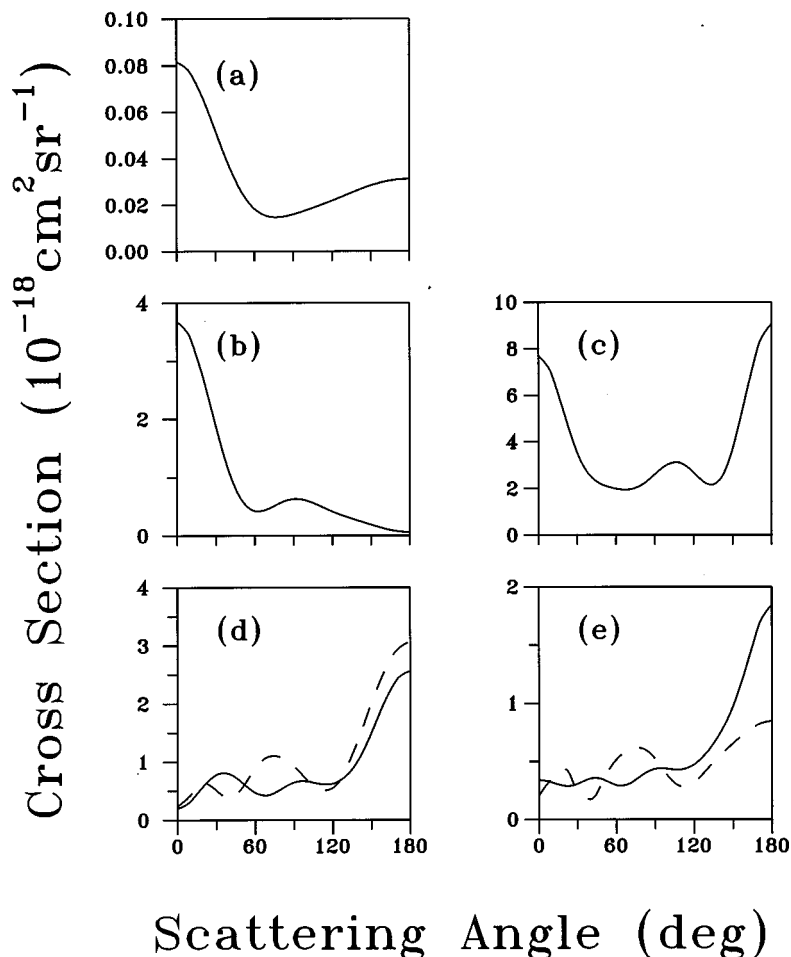 Cross Section (10⁻¹⁸cm²sr⁻¹)
0.10
0.08
0.06
0.04
0.02
0.00
(a)
4
2
0
(b)
10
8
6
4
2
0
(c)
4
3
2
1
0
(d)
0 60 120 180
2
1
0
(e)
0 60 120 180
Scattering Angle (deg)